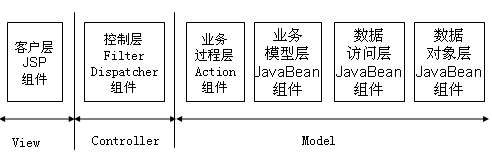 客户层
JSP
组件
控制层
Filter
Dispatcher
组件
业务
过程层
Action
组件
业务
模型层
JavaBean
组件
数据
访问层
JavaBean
组件
数据
对象层
JavaBean
组件
View
Controller
Model